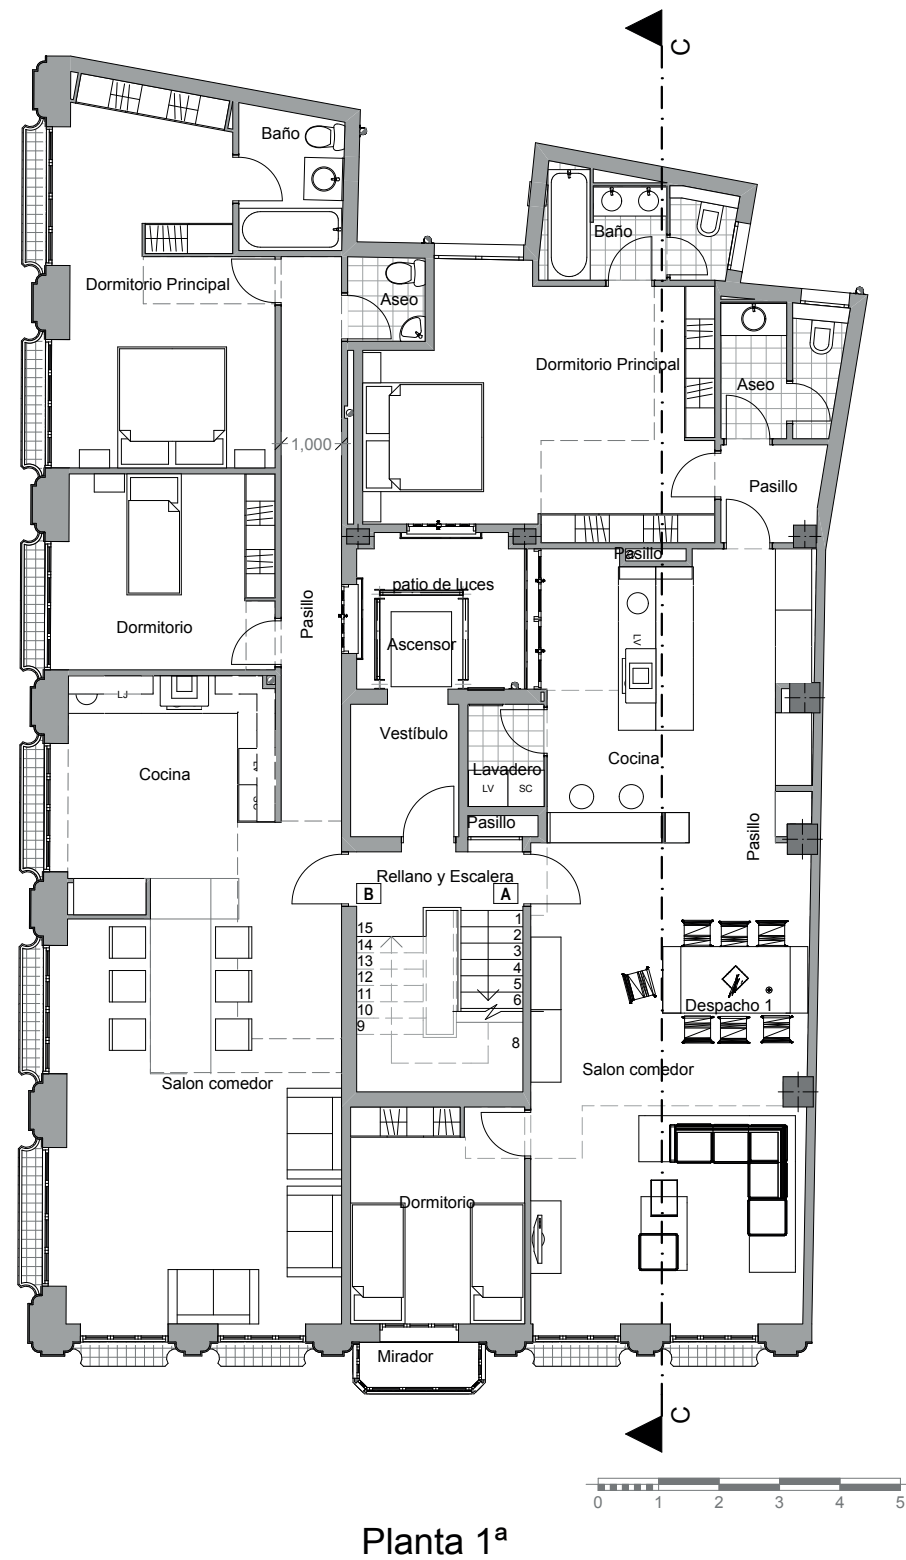 C
Baño
Baño
Dormitorio Principal
Aseo
Dormitorio Principal
Aseo
1,000
Pasillo
Pasillo
patio de luces
Pasillo
Dormitorio
Ascensor
LV
LJ
Vestíbulo
Cocina
Cocina
Lavadero
LV
SC
Pasillo
Pasillo
Rellano y Escalera
B
A
15
14
13
12
11
10
9
1
2
3
4
5
6
8
Despacho 1
Salon comedor
Salon comedor
Dormitorio
Mirador
C
0 1 2 3 4 5
Planta 1ª